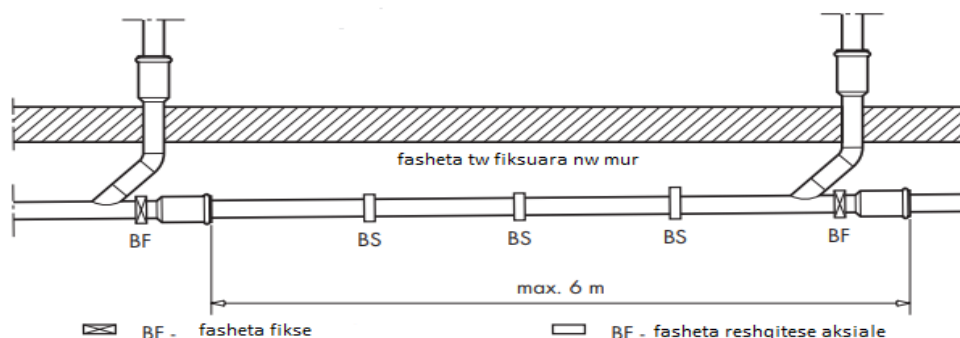 fasheta tw fiksuara nw mur
BF BS BS BS BF
max. 6 m
BF - fasheta fikse
BF - fasheta reshqitese aksiale